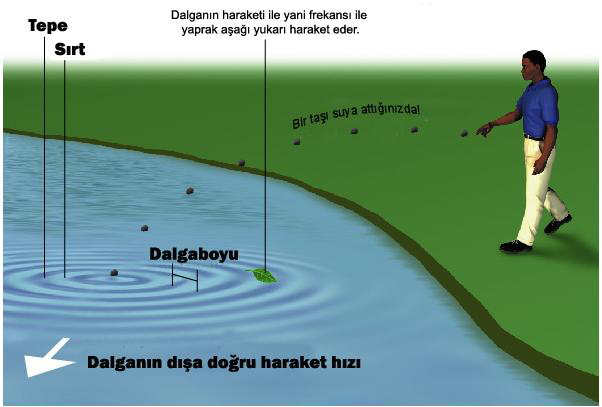 Dalganın haraketi ile yani frekansı ile
yaprak aşağı yukarı haraket eder.
Tepe
Sırt
Bir taşı suya attığınızda!
Dalgaboyu
Dalganın dışa doğru haraket hızı